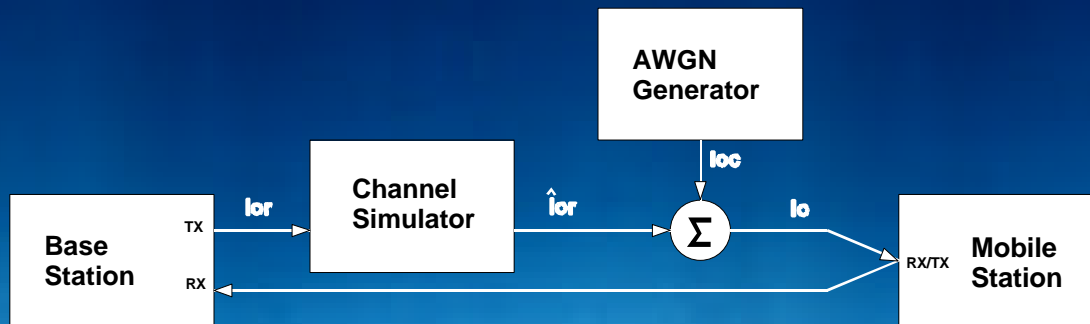 AWGN
Generator
Ioc
Channel
Simulator
Ior
Îor
Io
TX
Base
Station
RX
Σ
RX/TX
Mobile
Station